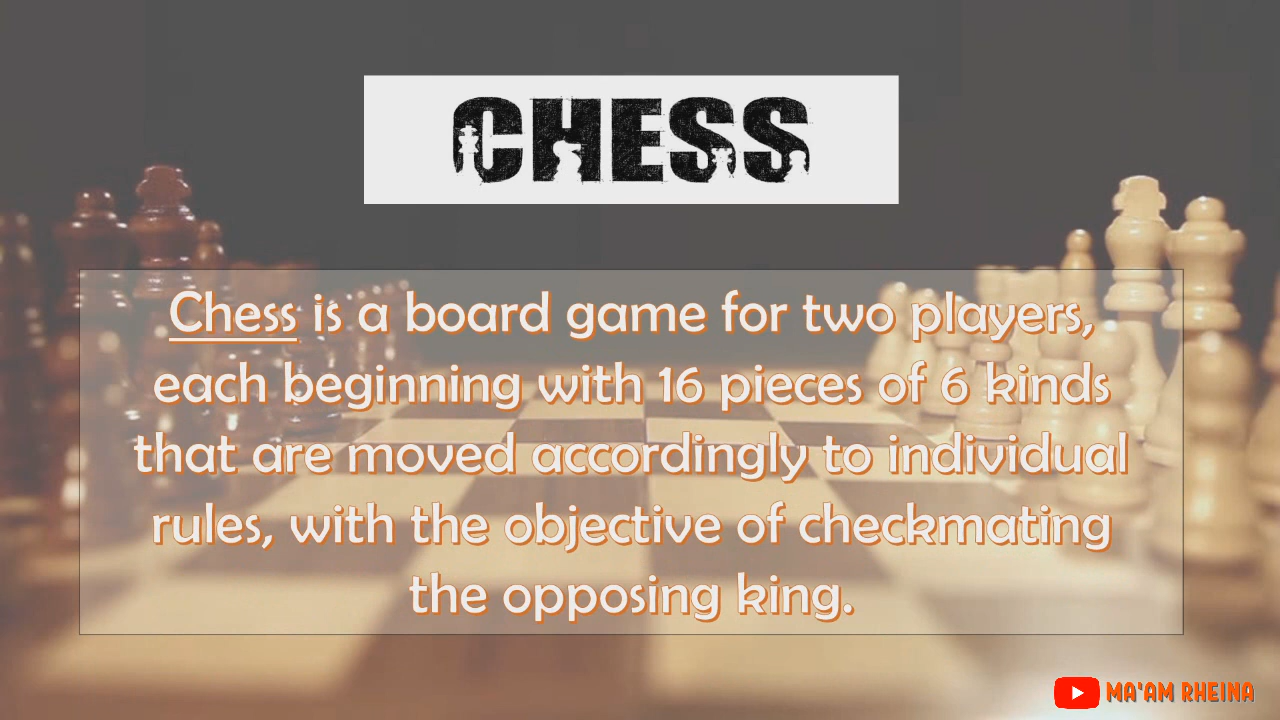 CHESS
Chess is a board game for two players,
each beginning with 16 pieces of 6 kinds
that are moved accordingly to individual
rules, with the objective of checkmating
the opposing king.
MA'AM RHEINA